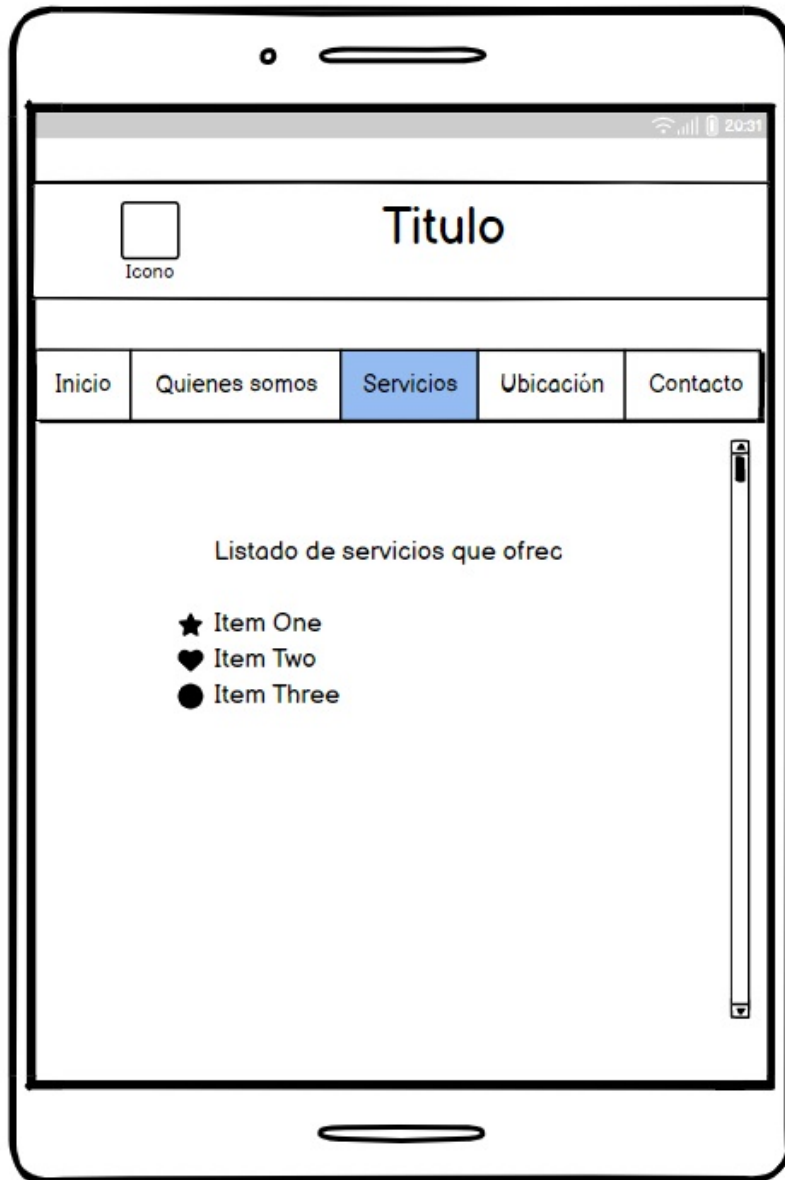 20:31
Titulo
Icono
Inicio Quienes somos Servicios Ubicación Contacto
Listado de servicios que ofrec
Item One
Item Two
Item Three